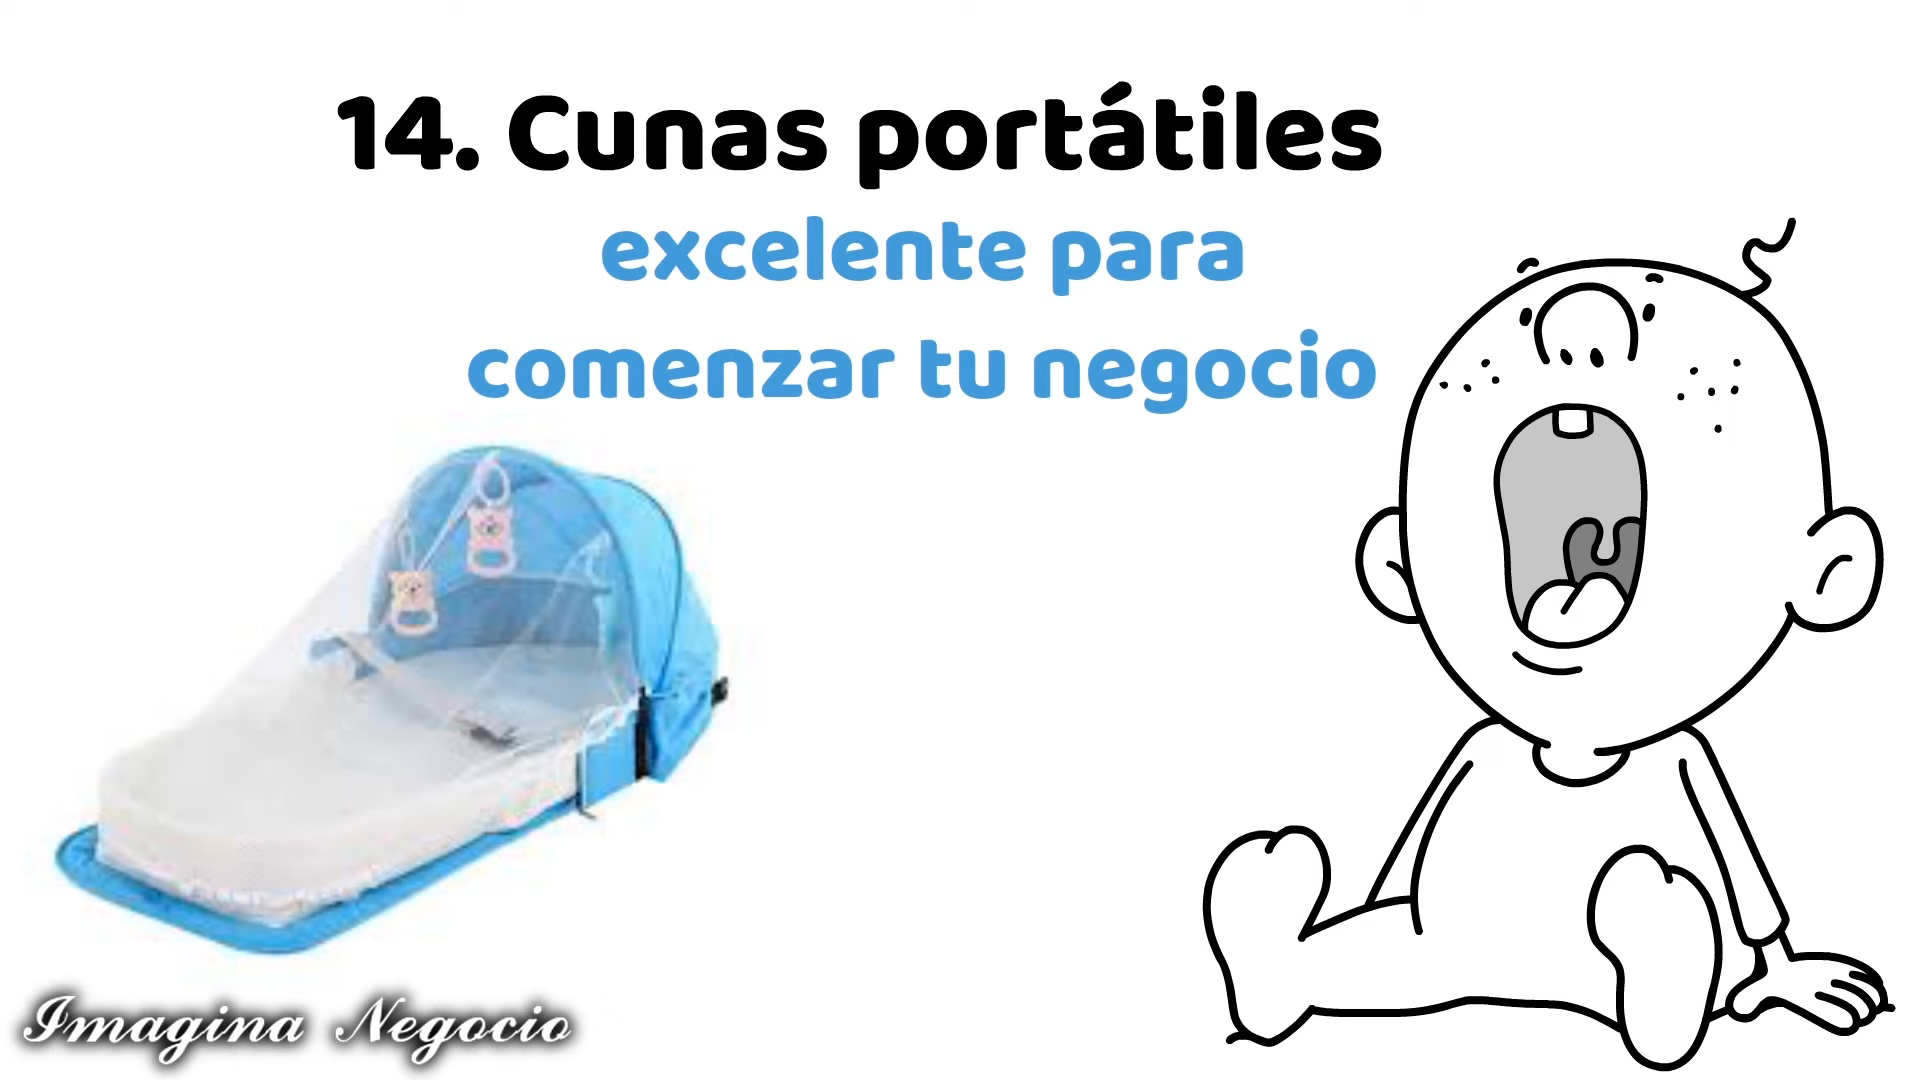 14. Cunas portátiles
excelente para
comenzar tu negocio
Imagina Negocio